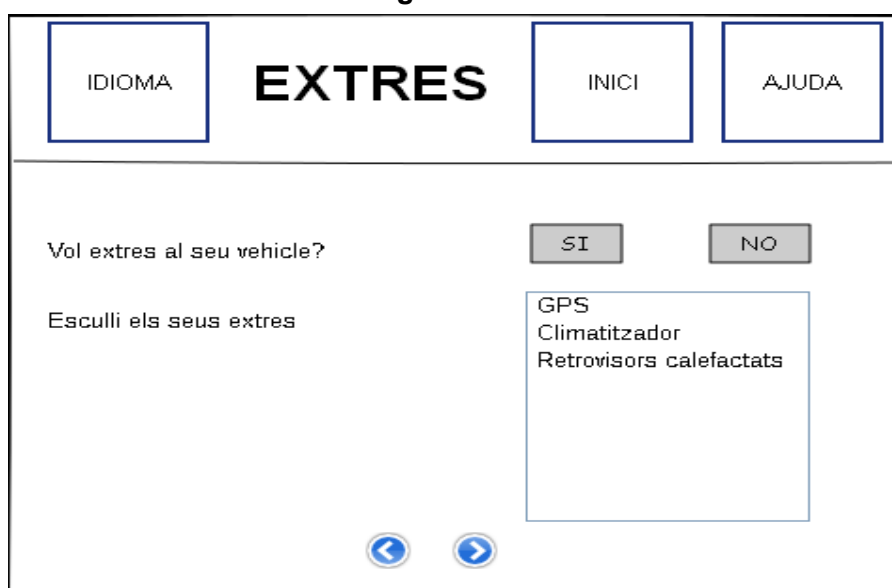 IDIOMA
EXTRES
INICI
AJUDA
Vol extres al seu vehicle?
SI
NO
Esculli els seus extres
GPS
Climatitzador
Retrovisors calefactats